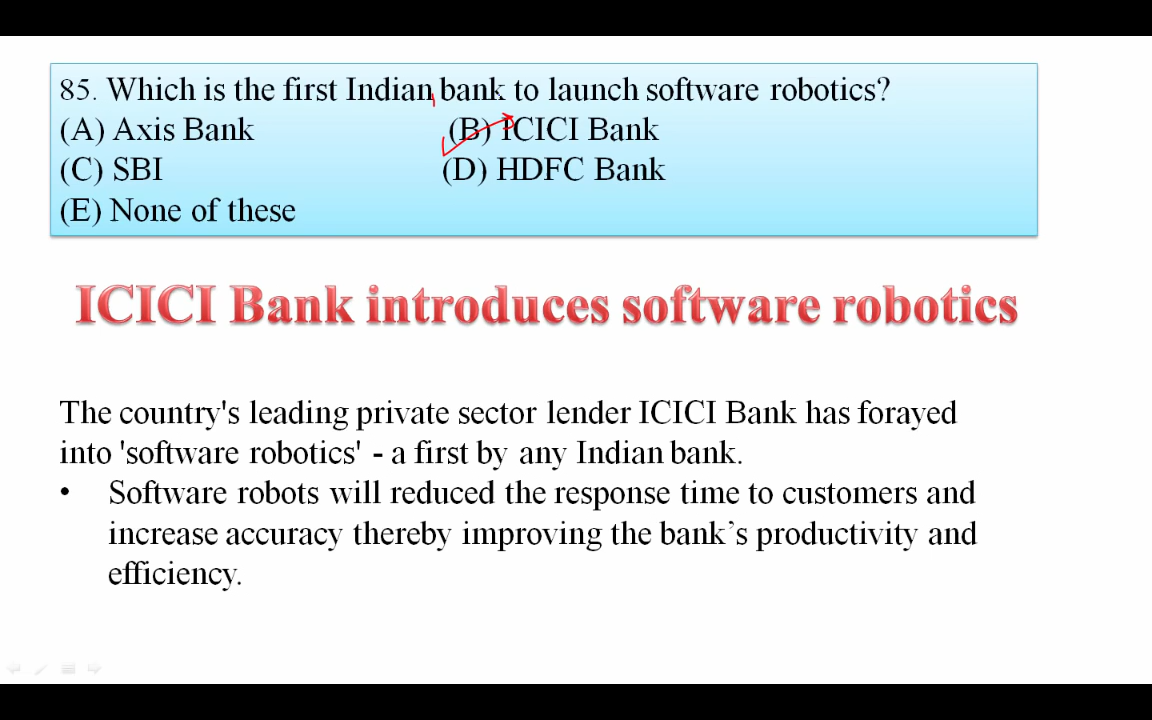 85. Which is the first Indian bank to launch software robotics?
(A) Axis Bank (B) ICICI Bank
(C) SBI (D) HDFC Bank
(E) None of these
ICICI Bank introduces software robotics
The country's leading private sector lender ICICI Bank has forayed
into 'software robotics' - a first by any Indian bank.
• Software robots will reduced the response time to customers and
increase accuracy thereby improving the bank’s productivity and
efficiency.